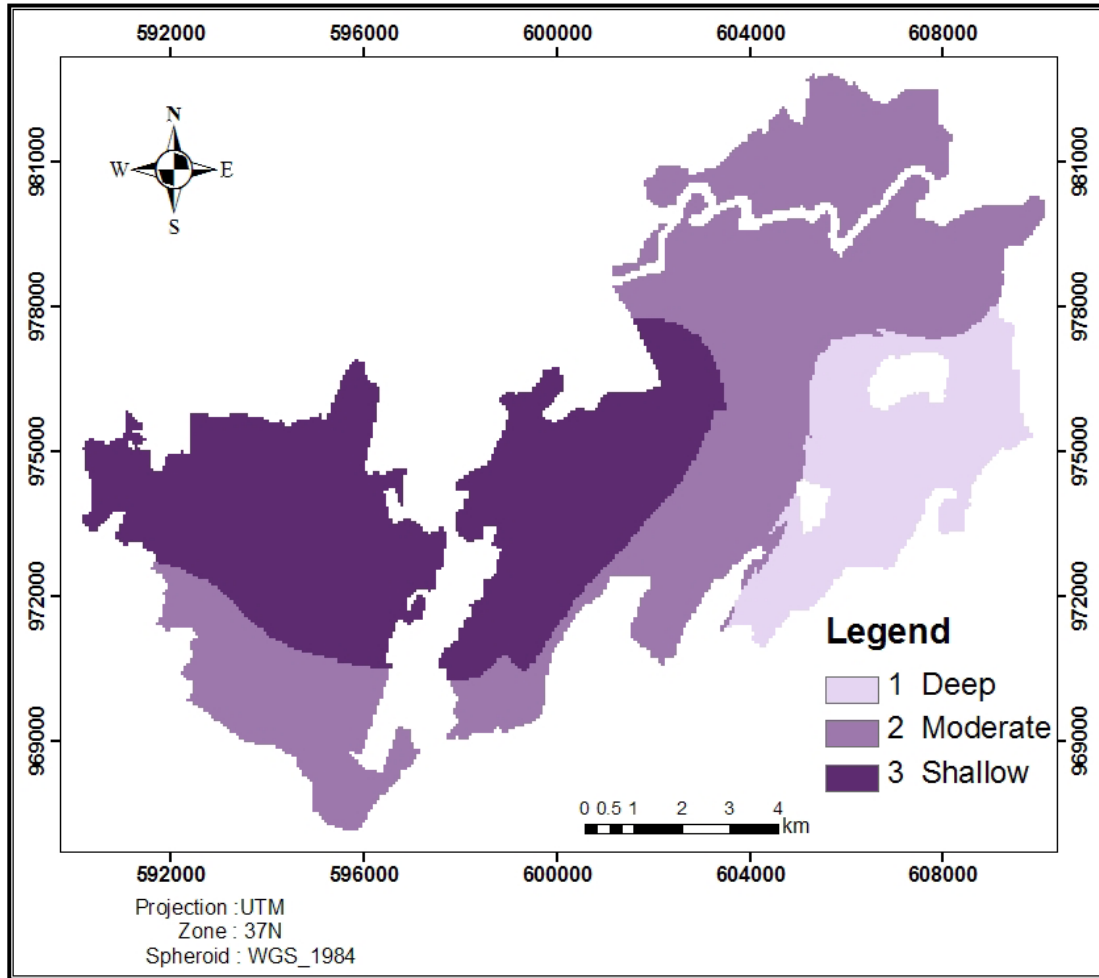 592000 596000 600000 604000 608000
N
W E
S
981000 981000
978000 978000
975000 975000
972000 972000
969000 969000
Legend
1 Deep
2 Moderate
3 Shallow
0 0.5 1 2 3 4
km
592000 596000 600000 604000 608000
Projection :UTM
Zone : 37N
Spheroid : WGS_1984